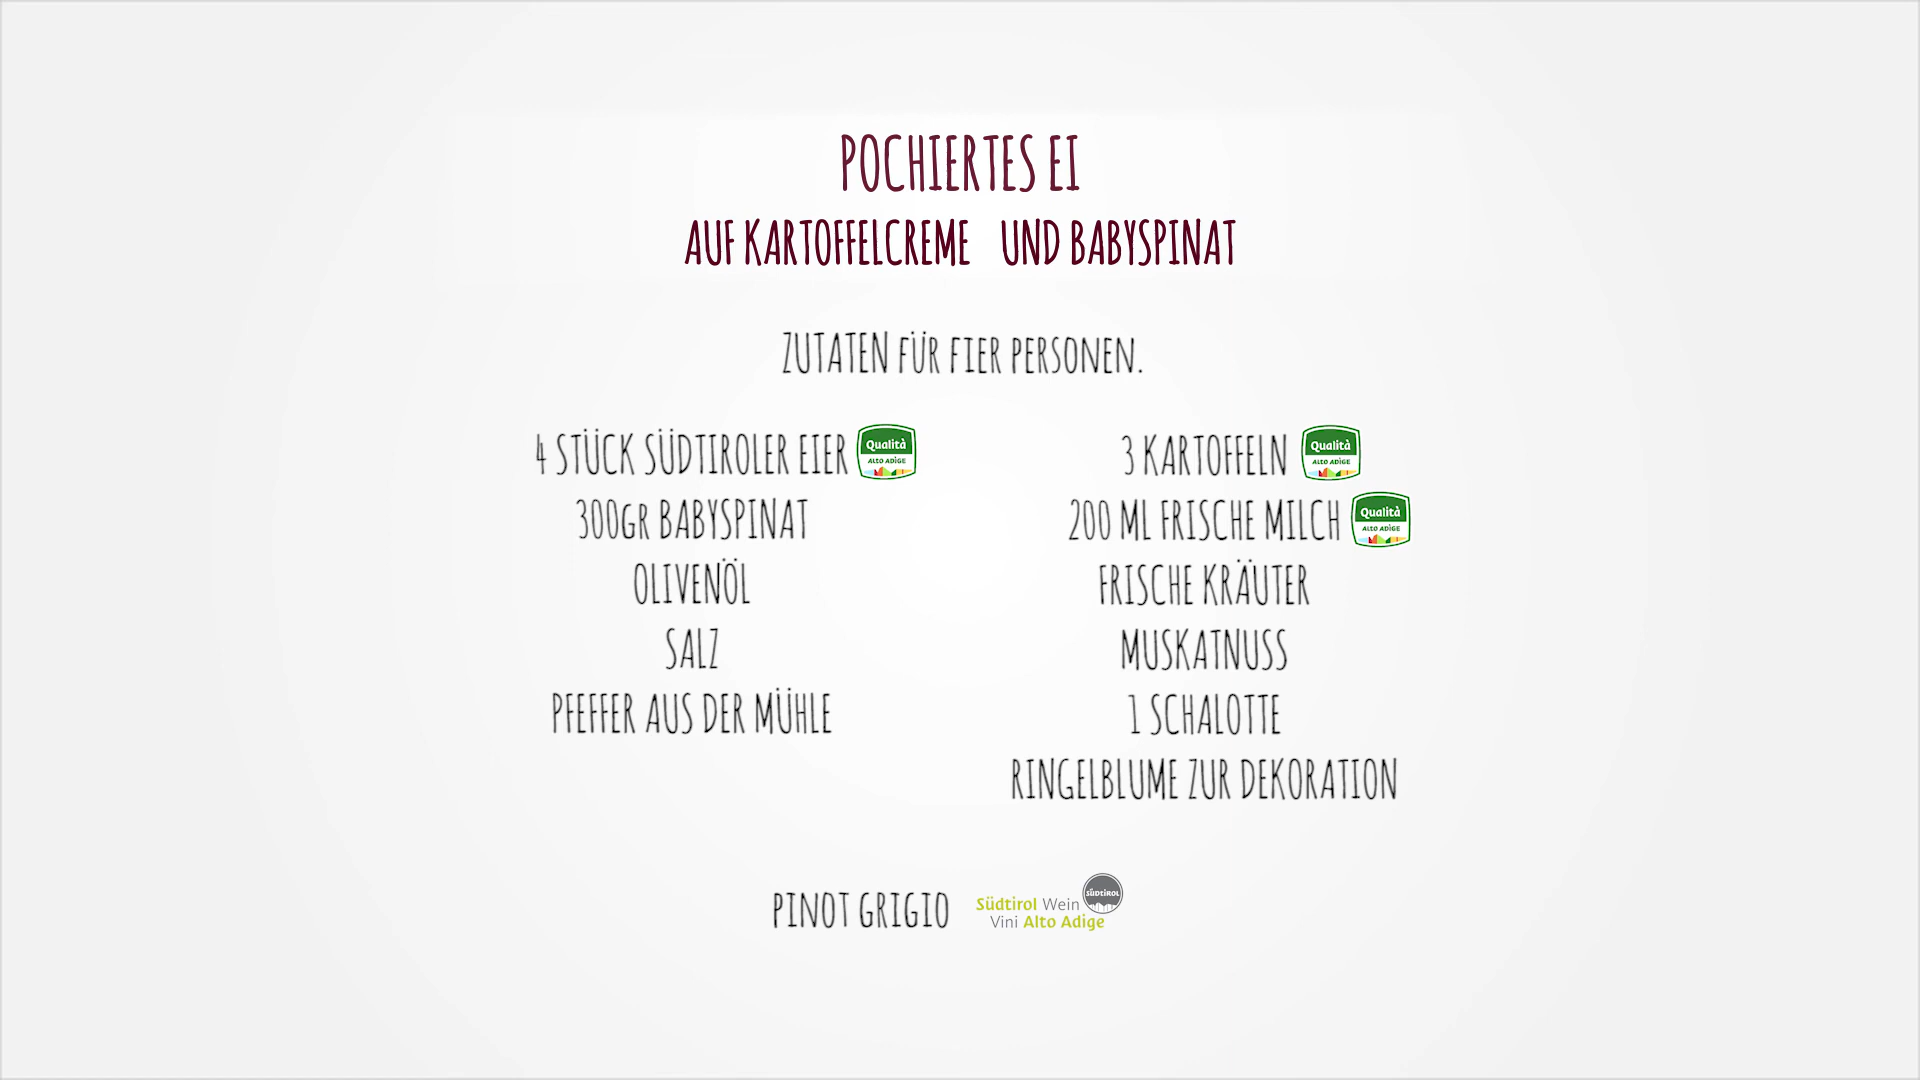 POCHIERTES EI
AUF KARTOFFELCREME UND BABYSPINAT
ZUTATEN FÜR FIER PERSONEN.
4 STÜCK SÜDTIROLER EIER
Qualità
ALTO ADIGE
300GR BABYSPINAT
OLIVENÖL
SALZ
PFEFFER AUS DER MÜHLE
3 KARTOFFELN
Qualità
ALTO ADIGE
200 ML FRISCHE MILCH
Qualità
ALTO ADIGE
FRISCHE KRÄUTER
MUSKATNUSS
1 SCHALOTTE
RINGELBLUME ZUR DEKORATION
PINOT GRIGIO
Südtirol Wein
Vini Alto Adige
SÜDTIROL